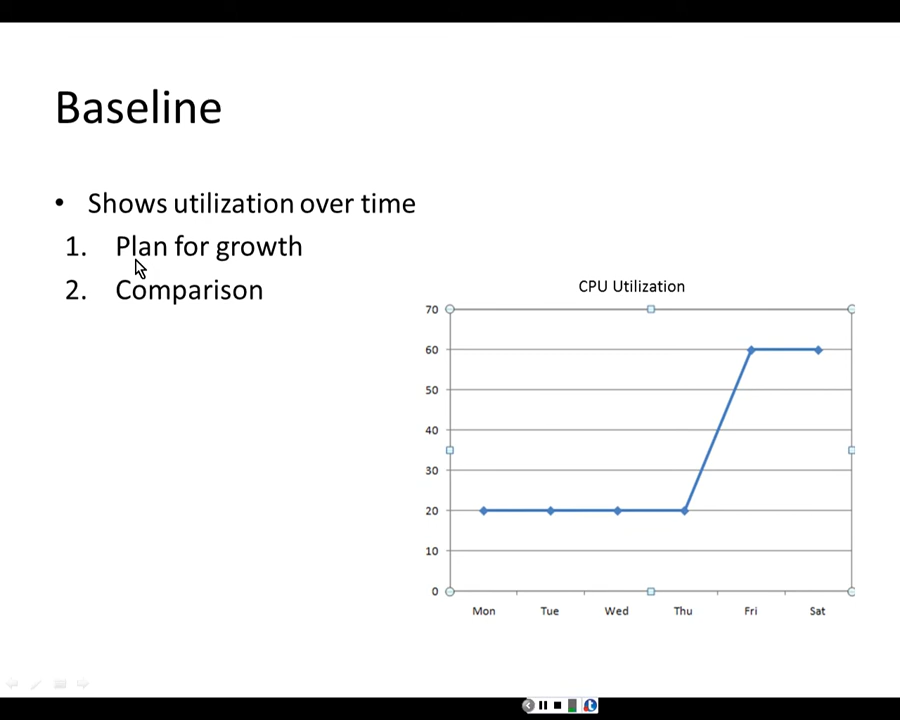 Baseline
• Shows utilization over time
1. Plan for growth
2. Comparison
CPU Utilization
70
60
50
40
30
20
10
0
Mon Tue Wed Thu Fri Sat